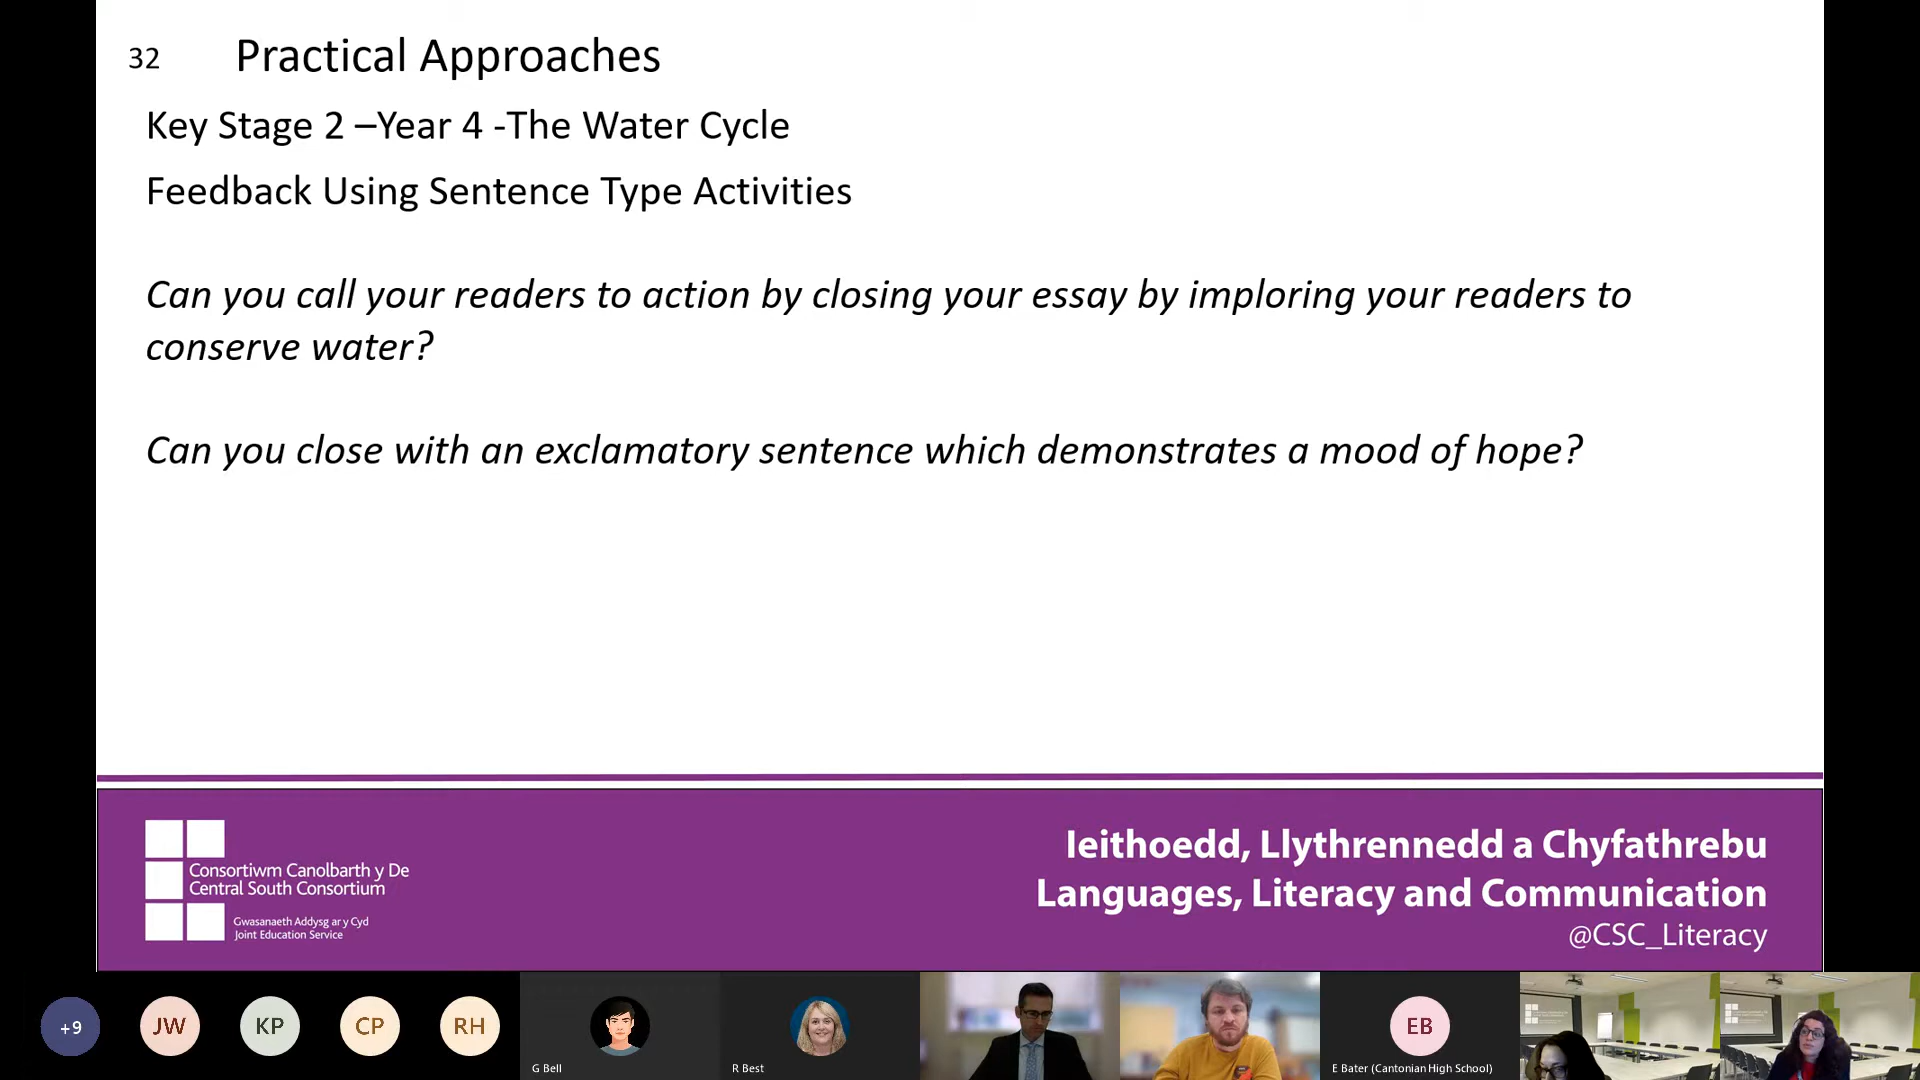 32 Practical Approaches
Key Stage 2 –Year 4 -The Water Cycle
Feedback Using Sentence Type Activities
Can you call your readers to action by closing your essay by imploring your readers to
conserve water?
Can you close with an exclamatory sentence which demonstrates a mood of hope?
Consortiwm Canolbarth y De
Central South Consortium
Gwasanaeth Addysg ar y Cyd
Joint Education Service
Ieithoedd, Llythrennedd a Chyfathrebu
Languages, Literacy and Communication
@CSC_Literacy
+9
JW
KP
CP
RH
G Bell
R Best
EB
E Bater (Cantonian High School)